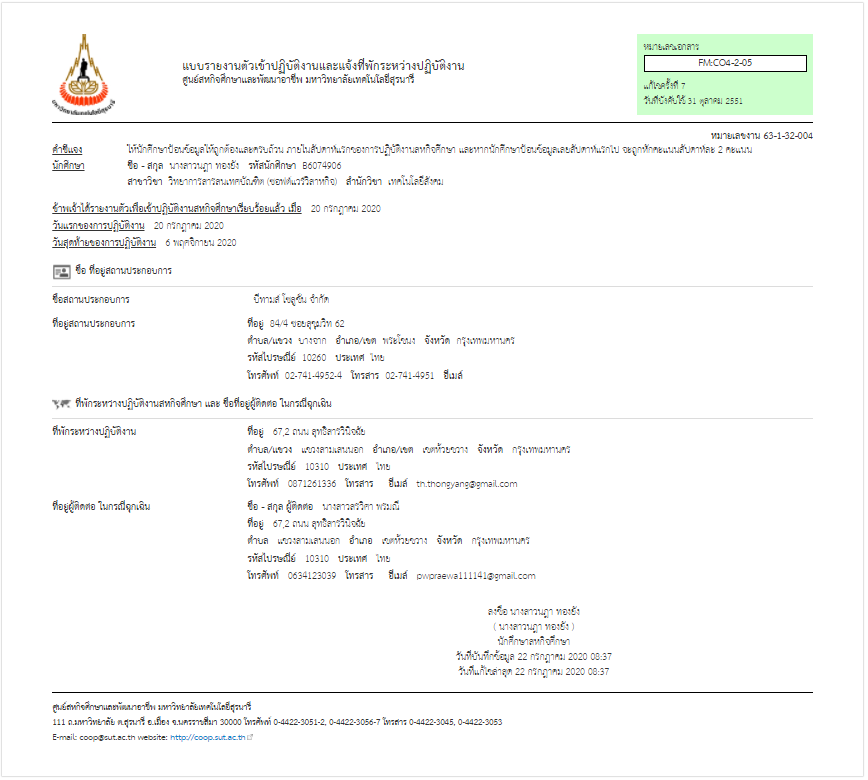 หมายเลขเอกสาร
FM:CO4-2-05
แก้ไขครั้งที่ 7
วันที่บังคับใช้ 31 ตุลาคม 2551
แบบรายงานตัวเข้าปฏิบัติงานและแจ้งที่พักระหว่างปฏิบัติงาน
ศูนย์สหกิจศึกษาและพัฒนาอาชีพ มหาวิทยาลัยเทคโนโลยีสุรนารี
มหาวิทยาลัยเทคโนโลยีสุรนารี
หมายเลขงาน 63-1-32-004
คำชี้แจง ให้นักศึกษาป้อนข้อมูลให้ถูกต้องและครบถ้วน ภายในสัปดาห์แรกของการปฏิบัติงานสหกิจศึกษา และหากนักศึกษาป้อนข้อมูลเลยสัปดาห์แรกไป จะถูกหักคะแนนสัปดาห์ละ 2 คะแนน
นักศึกษา ชื่อ - สกุล นางสาวนฎา ทองยัง รหัสนักศึกษา B6074906
สาขาวิชา วิทยาการสารสนเทศบัณฑิต (ซอฟต์แวร์วิสาหกิจ) สำนักวิชา เทคโนโลยีสังคม
ข้าพเจ้าได้รายงานตัวเพื่อเข้าปฏิบัติงานสหกิจศึกษาเรียบร้อยแล้ว เมื่อ 20 กรกฎาคม 2020
วันแรกของการปฏิบัติงาน 20 กรกฎาคม 2020
วันสุดท้ายของการปฏิบัติงาน 6 พฤศจิกายน 2020
ชื่อ ที่อยู่สถานประกอบการ
ชื่อสถานประกอบการ บีทามส์ โซลูชั่น จำกัด
ที่อยู่สถานประกอบการ ที่อยู่ 84/4 ซอยสุขุมวิท 62
ตำบล/แขวง บางจาก อำเภอ/เขต พระโขนง จังหวัด กรุงเทพมหานคร
รหัสไปรษณีย์ 10260 ประเทศ ไทย
โทรศัพท์ 02-741-4952-4 โทรสาร 02-741-4951 อีเมล์
ที่พักระหว่างปฏิบัติงานสหกิจศึกษา และ ชื่อที่อยู่ผู้ติดต่อ ในกรณีฉุกเฉิน
ที่พักระหว่างปฏิบัติงาน ที่อยู่ 67,2 ถนน สุทธิสารวินิจฉัย
ตำบล/แขวง แขวงสามเสนนอก อำเภอ/เขต เขตห้วยขวาง จังหวัด กรุงเทพมหานคร
รหัสไปรษณีย์ 10310 ประเทศ ไทย
โทรศัพท์ 0871261336 โทรสาร อีเมล์ th.thongyang@gmail.com
ที่อยู่ผู้ติดต่อ ในกรณีฉุกเฉิน ชื่อ - สกุล ผู้ติดต่อ นางสาวสรวิศา พรมณี
ที่อยู่ 67,2 ถนน สุทธิสารวินิจฉัย
ตำบล แขวงสามเสนนอก อำเภอ เขตห้วยขวาง จังหวัด กรุงเทพมหานคร
รหัสไปรษณีย์ 10310 ประเทศ ไทย
โทรศัพท์ 0634123039 โทรสาร อีเมล์ pwpraewa111141@gmail.com
ลงชื่อ นางสาวนฎา ทองยัง
( นางสาวนฎา ทองยัง )
นักศึกษาสหกิจศึกษา
วันที่บันทึกข้อมูล 22 กรกฎาคม 2020 08:37
วันที่แก้ไขล่าสุด 22 กรกฎาคม 2020 08:37
ศูนย์สหกิจศึกษาและพัฒนาอาชีพ มหาวิทยาลัยเทคโนโลยีสุรนารี
111 ถ.มหาวิทยาลัย ต.สุรนารี อ.เมือง จ.นครราชสีมา 30000 โทรศัพท์ 0-4422-3051-2, 0-4422-3056-7 โทรสาร 0-4422-3045, 0-4422-3053
E-mail: coop@sut.ac.th website: http://coop.sut.ac.th